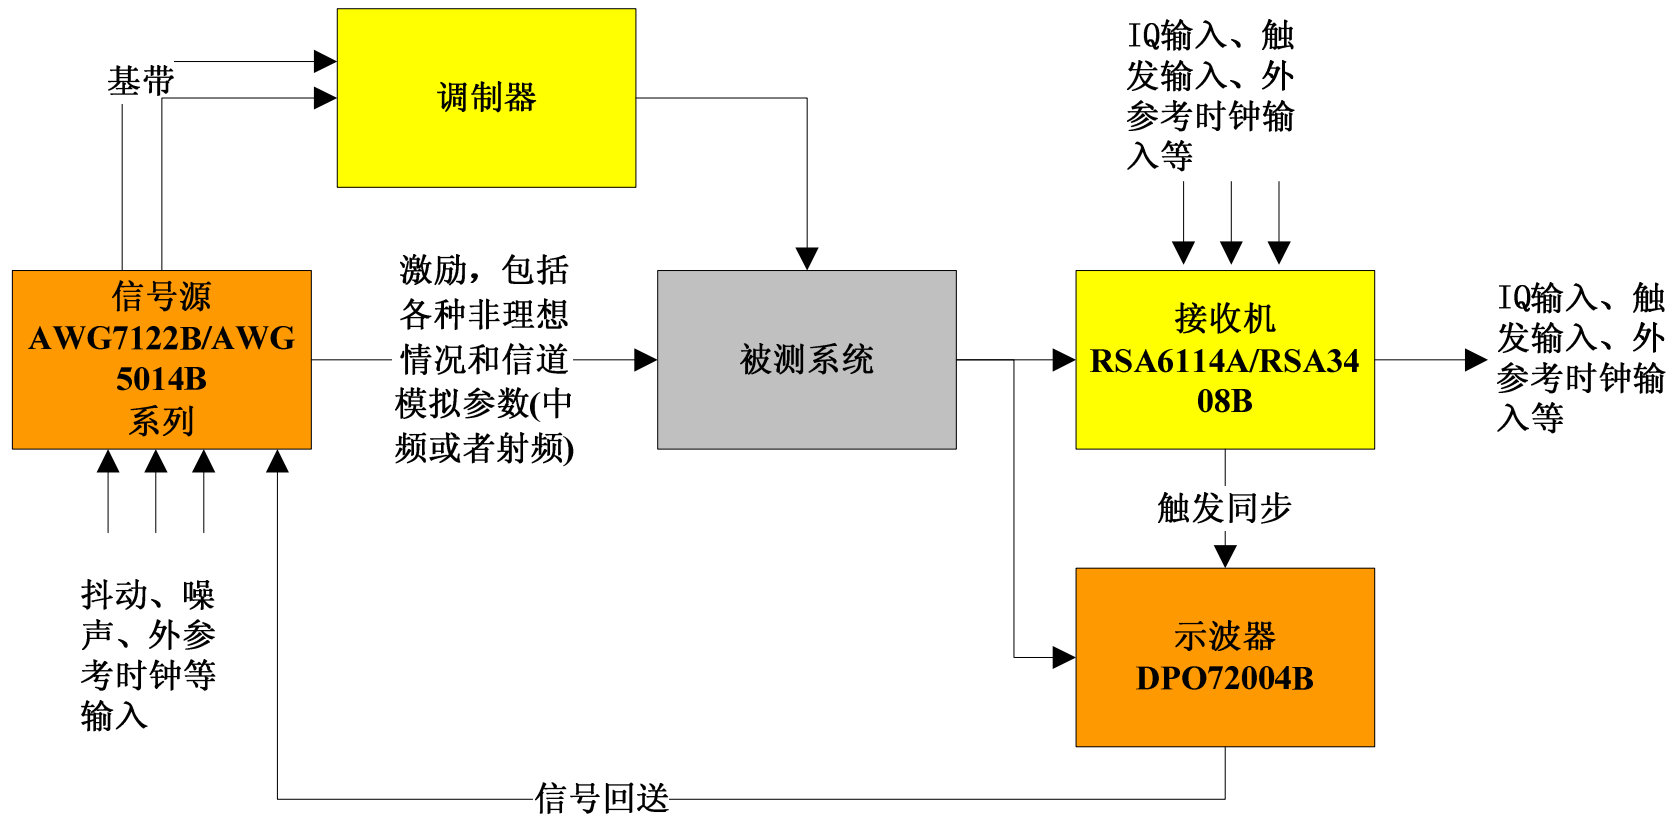 基带
调制器
IQ输入、触
发输入、外
参考时钟输
入等
信号源
AWG7122B/AWG
5014B
系列
激励，包括
各种非理想
情况和信道
模拟参数(中
频或者射频)
被测系统
接收机
RSA6114A/RSA34
08B
IQ输入、触
发输入、外
参考时钟输
入等
触发同步
抖动、噪
声、外参
考时钟等
输入
示波器
DPO72004B
信号回送